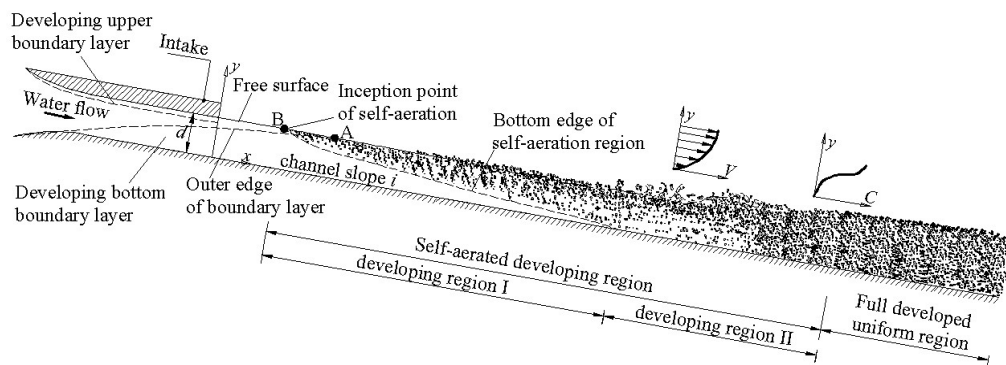 Developing upper
boundary layer
Intake
y
Free surface
Water flow
d
B
Inception point
of self-aeration
A
Bottom edge of
self-aeration region
y
V
y
C
x
channel slope i
Developing bottom
boundary layer
Outer edge
of boundary layer
Self-aerated developing region
developing region I
developing region II
Full developed
uniform region